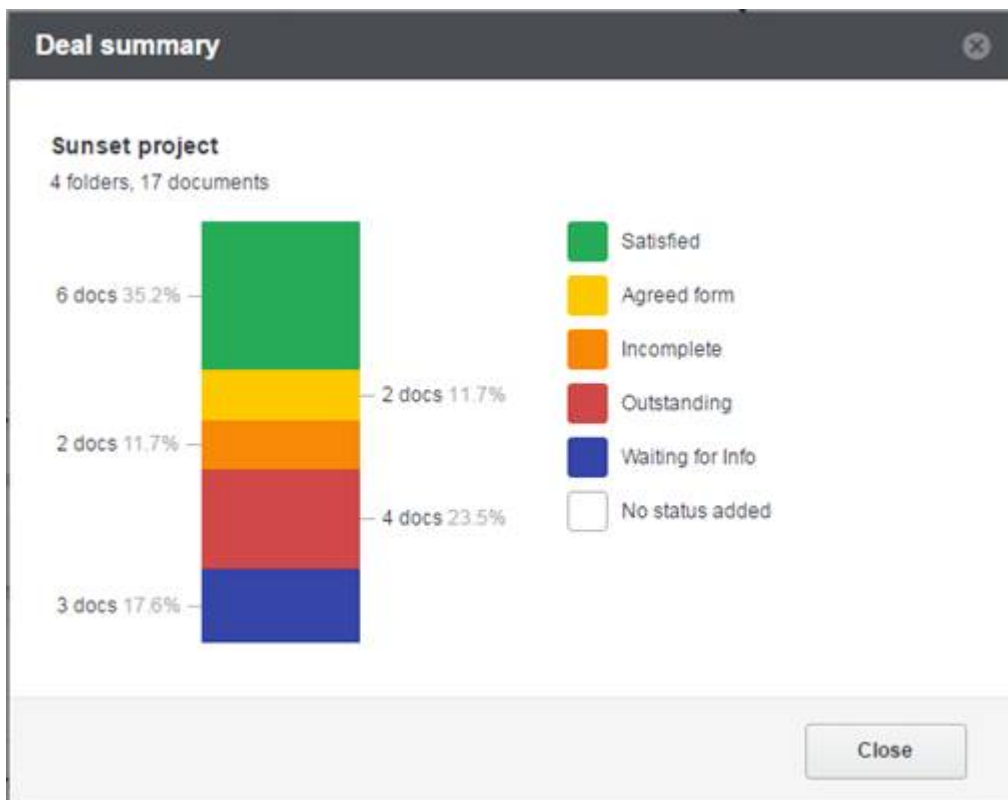 Deal summary
Sunset project
4 folders, 17 documents
6 docs 35.2%
2 docs 11.7%
2 docs 11.7%
4 docs 23.5%
3 docs 17.6%
Satisfied
Agreed form
Incomplete
Outstanding
Waiting for Info
No status added
Close